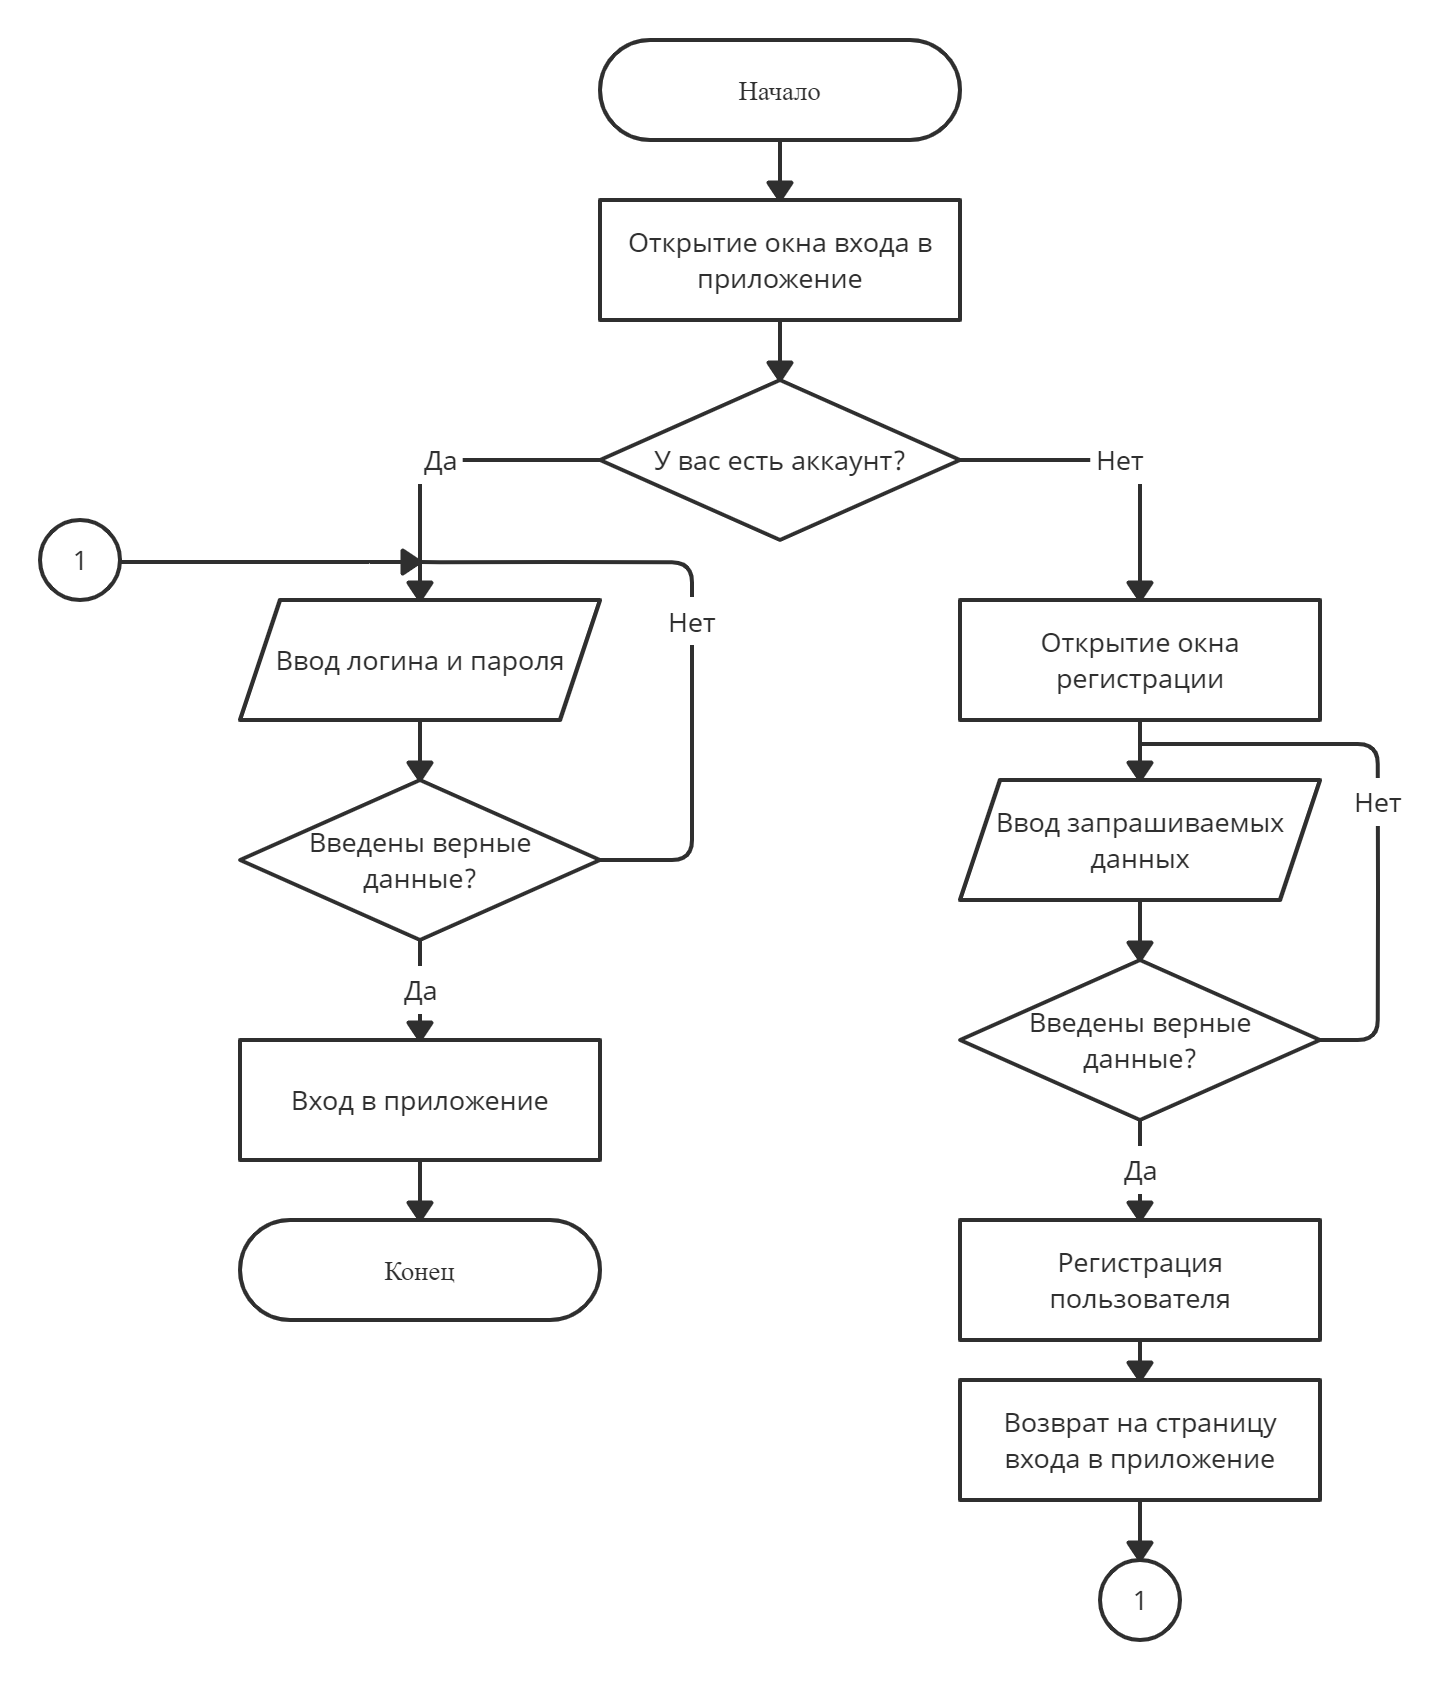 Начало
Открытие окна входа в
приложение
У вас есть аккаунт?
Да
Нет
1
Ввод логина и пароля
Нет
Введены верные
данные?
Да
Вход в приложение
Конец
Открытие окна
регистрации
Ввод запрашиваемых
данных
Нет
Введены верные
данные?
Да
Регистрация
пользователя
Возврат на страницу
входа в приложение
1